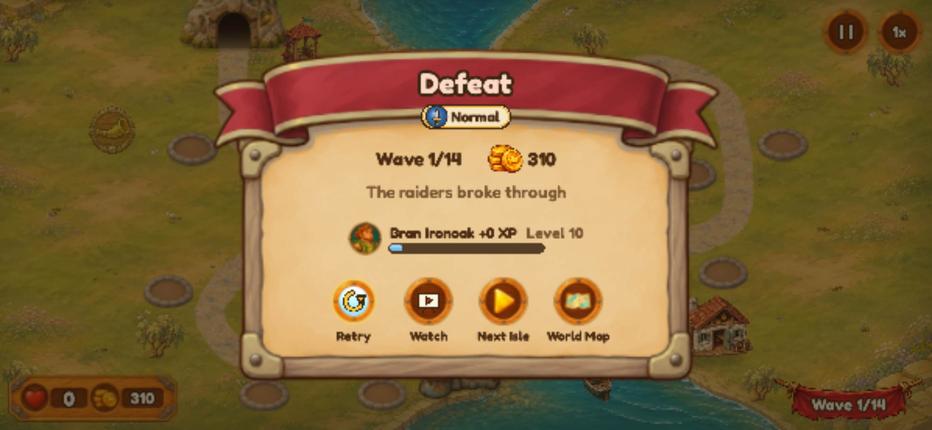 1x
Defeat
Normal
Wave 1/14 310
The raiders broke through
Bran Ironoak +0 XP Level 10
Retry Watch Next Isle World Map
0 310
Wave 1/14